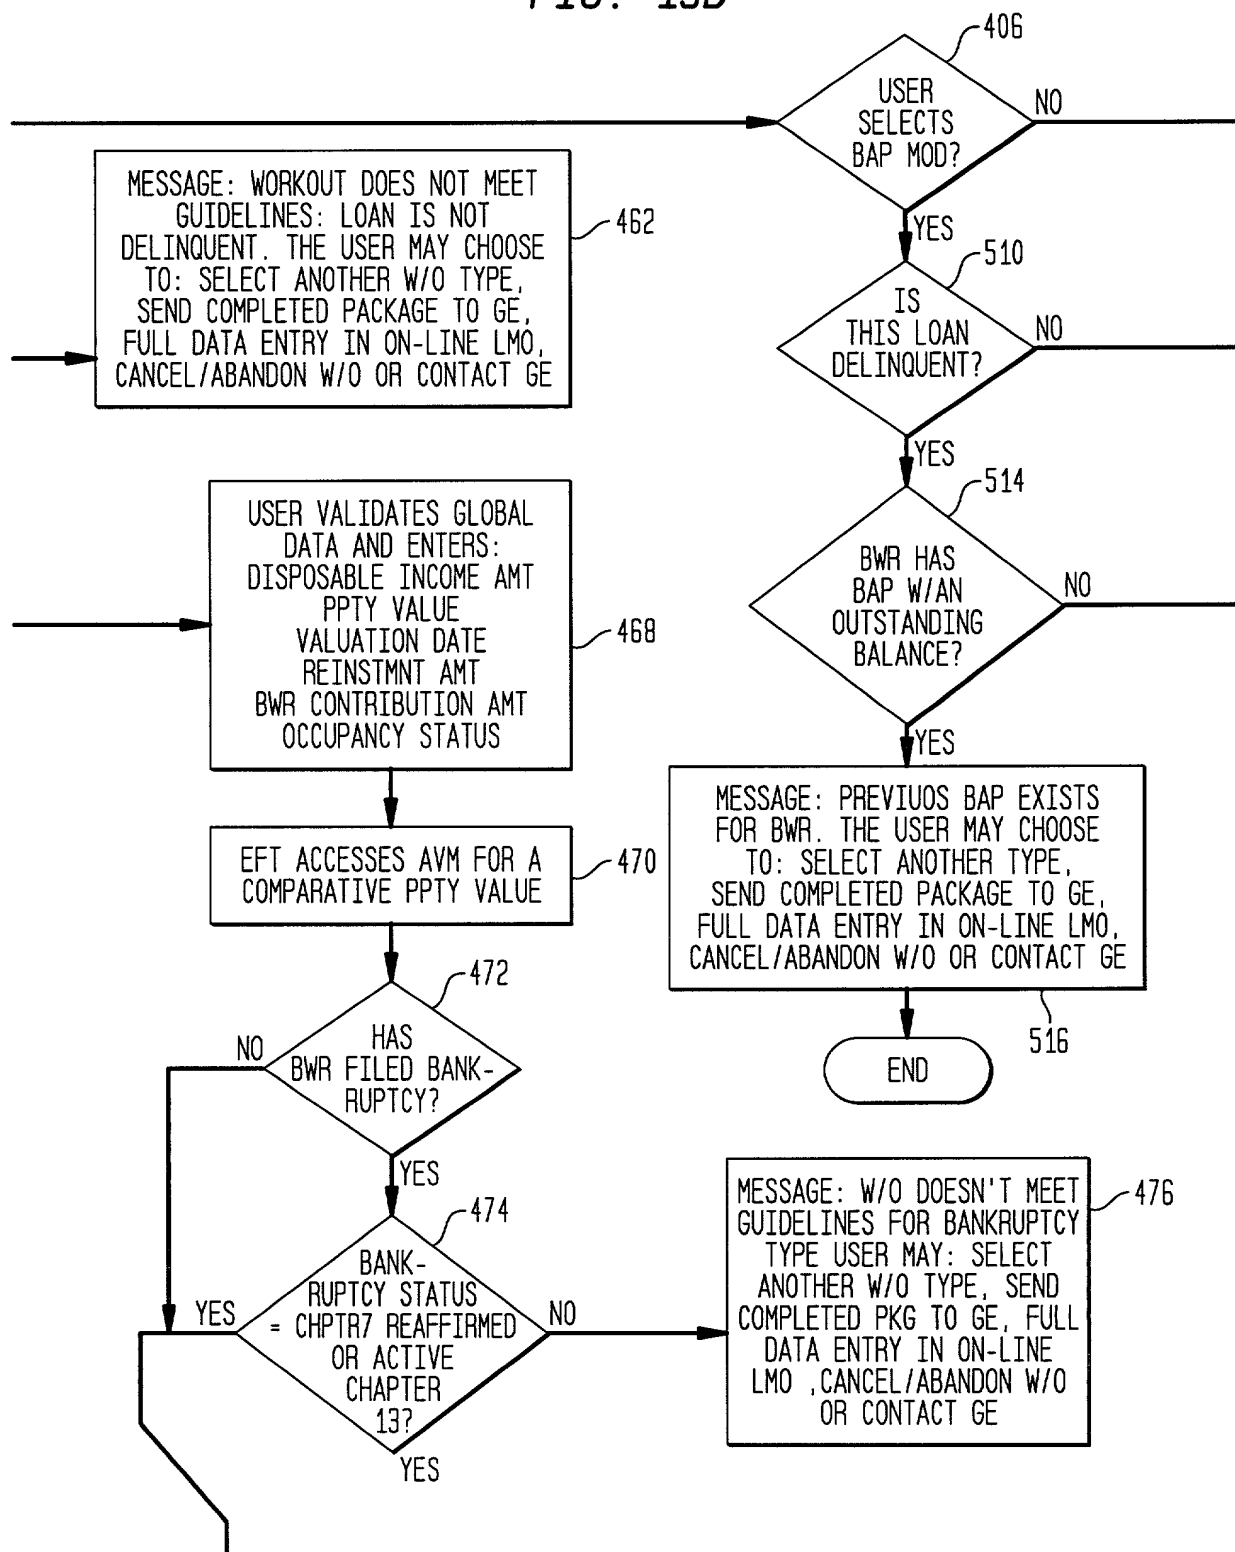 FIG. 13B
406
USER
SELECTS
BAP MOD?
NO
YES
MESSAGE: WORKOUT DOES NOT MEET
GUIDELINES: LOAN IS NOT
DELINQUENT. THE USER MAY CHOOSE
TO: SELECT ANOTHER W/O TYPE,
SEND COMPLETED PACKAGE TO GE,
FULL DATA ENTRY IN ON-LINE LMO,
CANCEL/ABANDON W/O OR CONTACT GE
462
510
IS
THIS LOAN
DELINQUENT?
NO
YES
514
BWR HAS
BAP W/AN
OUTSTANDING
BALANCE?
NO
YES
USER VALIDATES GLOBAL
DATA AND ENTERS:
DISPOSABLE INCOME AMT
PPTY VALUE
VALUATION DATE
REINSTMNT AMT
BWR CONTRIBUTION AMT
OCCUPANCY STATUS
468
MESSAGE: PREVIUOS BAP EXISTS
FOR BWR. THE USER MAY CHOOSE
TO: SELECT ANOTHER TYPE,
SEND COMPLETED PACKAGE TO GE,
FULL DATA ENTRY IN ON-LINE LMO,
CANCEL/ABANDON W/O OR CONTACT GE
516
END
EFT ACCESSES AVM FOR A
COMPARATIVE PPTY VALUE
470
472
HAS
BWR FILED BANK-
RUPTCY?
NO
YES
474
BANK-
RUPTCY STATUS
= CHPTR7 REAFFIRMED
OR ACTIVE
CHAPTER
13?
YES
NO
YES
MESSAGE: W/O DOESN'T MEET
GUIDELINES FOR BANKRUPTCY
TYPE USER MAY: SELECT
ANOTHER W/O TYPE, SEND
COMPLETED PKG TO GE, FULL
DATA ENTRY IN ON-LINE
LMO ,CANCEL/ABANDON W/O
OR CONTACT GE
476